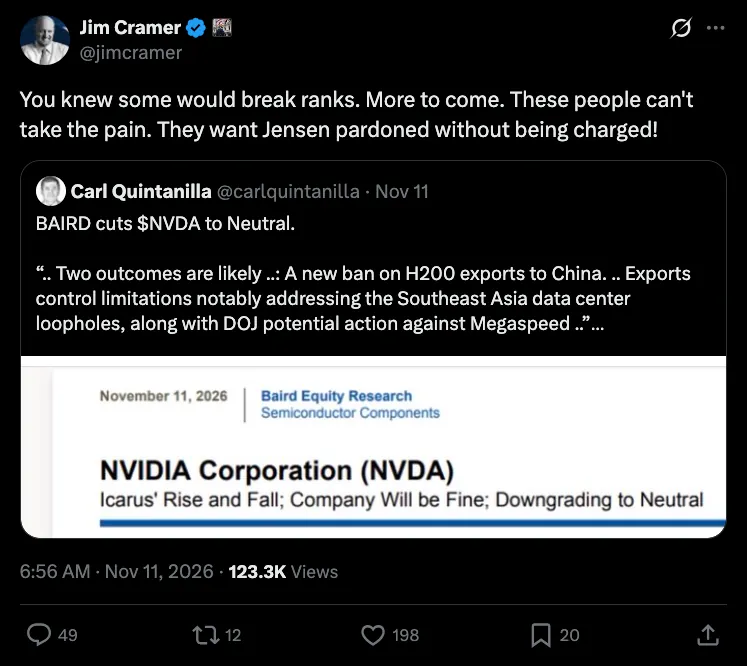 Jim Cramer
@jimcramer
You knew some would break ranks. More to come. These people can't
take the pain. They want Jensen pardoned without being charged!
Carl Quintanilla @carlquintanilla · Nov 11
BAIRD cuts $NVDA to Neutral.
“.. Two outcomes are likely ..: A new ban on H200 exports to China. .. Exports
control limitations notably addressing the Southeast Asia data center
loopholes, along with DOJ potential action against Megaspeed ..”...
November 11, 2026
Baird Equity Research
Semiconductor Components
NVIDIA Corporation (NVDA)
Icarus' Rise and Fall; Company Will be Fine; Downgrading to Neutral
6:56 AM · Nov 11, 2026 · 123.3K Views
49 12 198 20